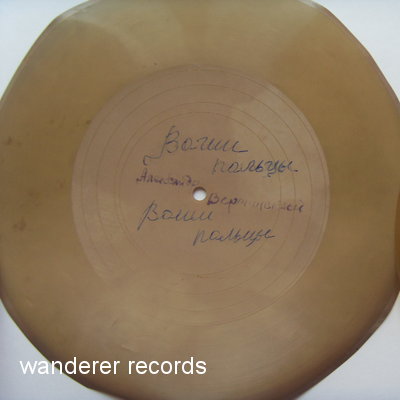 Ваши
пальцы
Александр
Вертинский
Ваши
пальцы
wanderer records